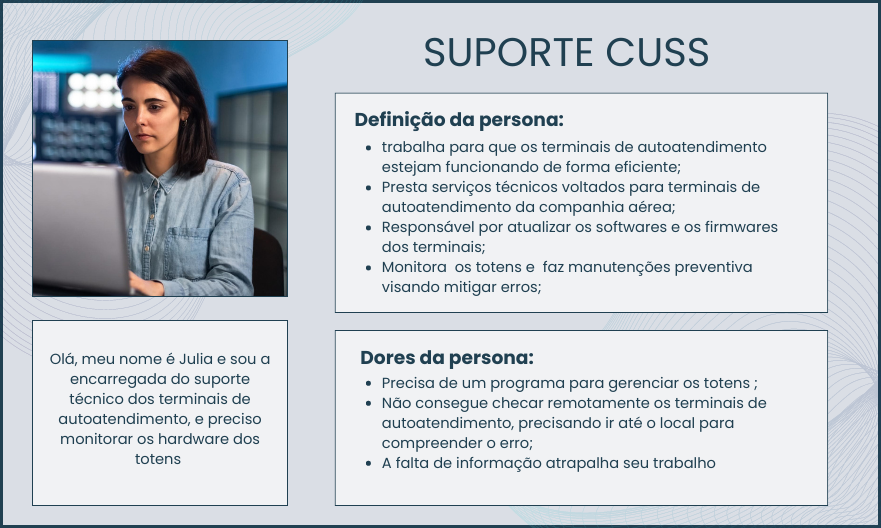 SUPORTE CUSS
Definição da persona:
• trabalha para que os terminais de autoatendimento
estejam funcionando de forma eficiente;
• Presta serviços técnicos voltados para terminais de
autoatendimento da companhia aérea;
• Responsável por atualizar os softwares e os firmwares
dos terminais;
• Monitora os totens e faz manutenções preventiva
visando mitigar erros;
Olá, meu nome é Julia e sou a
encarregada do suporte
técnico dos terminais de
autoatendimento, e preciso
monitorar os hardware dos
totens
Dores da persona:
• Precisa de um programa para gerenciar os totens ;
• Não consegue checar remotamente os terminais de
autoatendimento, precisando ir até o local para
compreender o erro;
• A falta de informação atrapalha seu trabalho